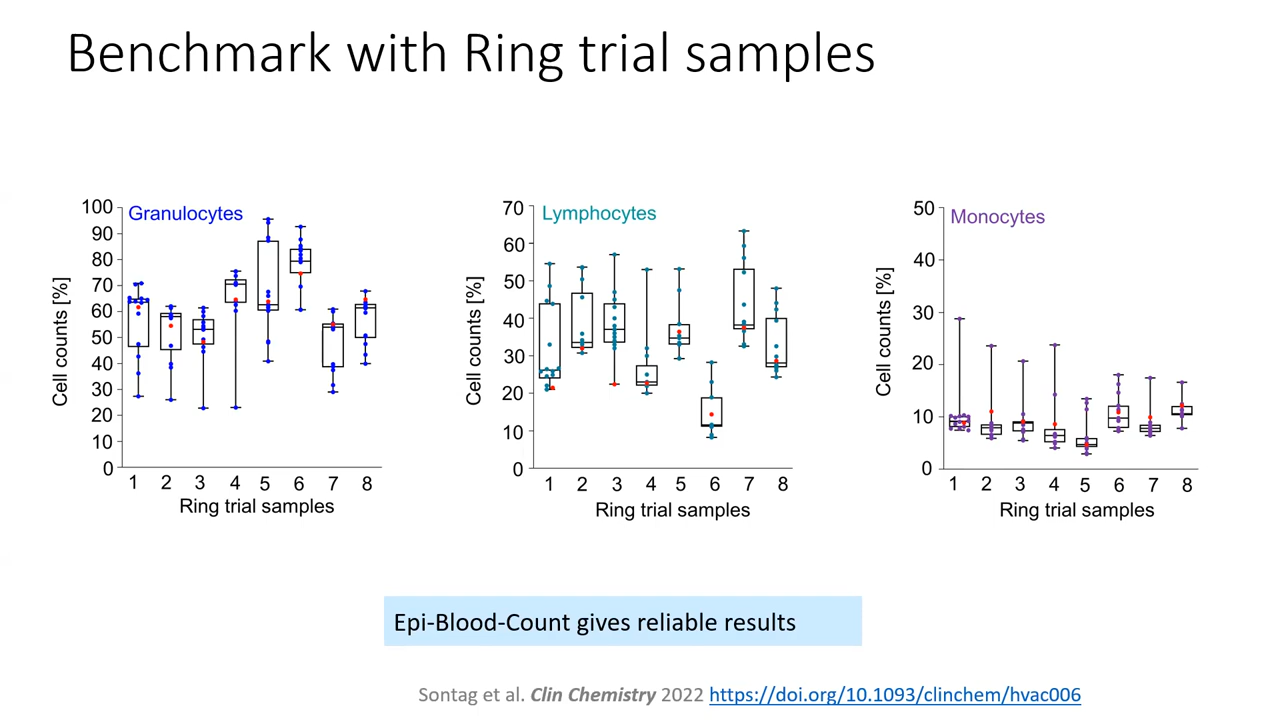 Benchmark with Ring trial samples
Granulocytes
Cell counts [%]
100
90
80
70
60
50
40
30
20
10
0
1 2 3 4 5 6 7 8
Ring trial samples
Lymphocytes
Cell counts [%]
70
60
50
40
30
20
10
0
1 2 3 4 5 6 7 8
Ring trial samples
Monocytes
Cell counts [%]
50
40
30
20
10
0
1 2 3 4 5 6 7 8
Ring trial samples
Epi-Blood-Count gives reliable results
Sontag et al. Clin Chemistry 2022 https://doi.org/10.1093/clinchem/hvac006